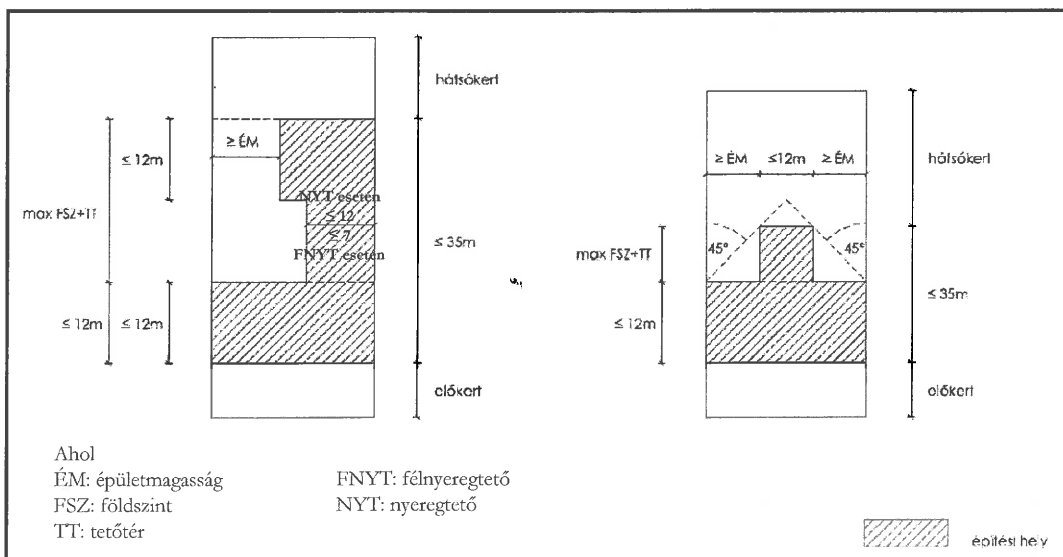 hátsókert
≥ ÉM
≤ 12m
NYT esetén
≤ 12
max FSZ+TT
≤ 7
FNYT esetén
≤ 35m
≤ 12m
≤ 12m
előkert
≥ ÉM
≤12m
≥ ÉM
hátsókert
45°
45°
max FSZ+TT
≤ 35m
≤ 12m
előkert
Ahol
ÉM: épületmagasság
FSZ: földszint
TT: tetőtér
FNYT: félnyeregtető
NYT: nyeregtető
építési hely